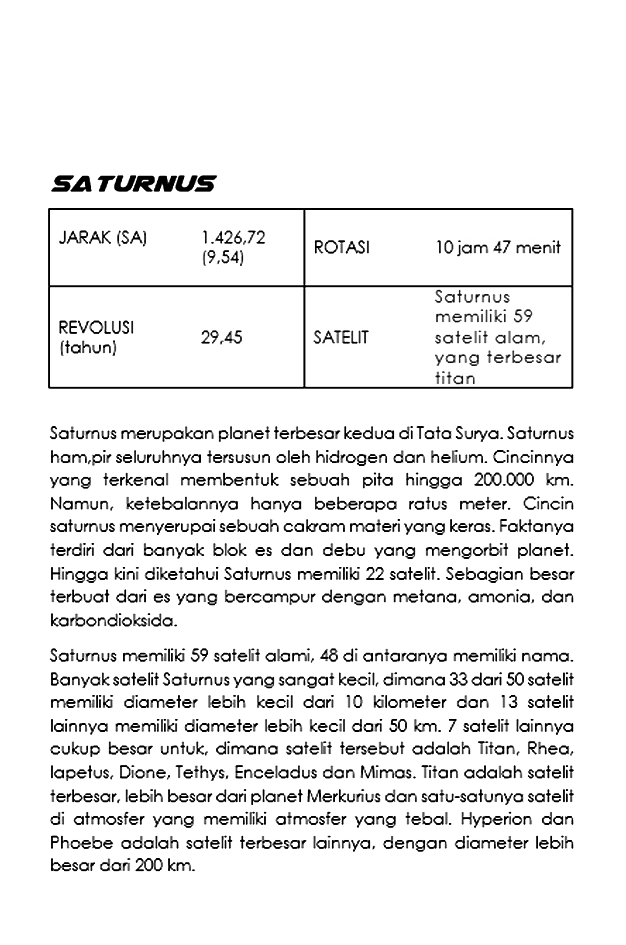 SATURNUS
JARAK (SA) 1.426,72 ROTASI 10 jam 47 menit
(9,54)
REVOLUSI (tahun) 29,45 SATELIT Saturnus
memiliki 59
satelit alam,
yang terbesar
titan
Saturnus merupakan planet terbesar kedua di Tata Surya. Saturnus
ham,pir seluruhnya tersusun oleh hidrogen dan helium. Cincinnya
yang terkenal membentuk sebuah pita hingga 200.000 km.
Namun, ketebalannya hanya beberapa ratus meter. Cincin
saturnus menyerupai sebuah cakram materi yang keras. Faktanya
terdiri dari banyak blok es dan debu yang mengorbit planet.
Hingga kini diketahui Saturnus memiliki 22 satelit. Sebagian besar
terbuat dari es yang bercampur dengan metana, amonia, dan
karbondioksida.
Saturnus memiliki 59 satelit alami, 48 di antaranya memiliki nama.
Banyak satelit Saturnus yang sangat kecil, dimana 33 dari 50 satelit
memiliki diameter lebih kecil dari 10 kilometer dan 13 satelit
lainnya memiliki diameter lebih kecil dari 50 km. 7 satelit lainnya
cukup besar untuk, dimana satelit tersebut adalah Titan, Rhea,
Iapetus, Dione, Tethys, Enceladus dan Mimas. Titan adalah satelit
terbesar, lebih besar dari planet Merkurius dan satu-satunya satelit
di atmosfer yang memiliki atmosfer yang tebal. Hyperion dan
Phoebe adalah satelit terbesar lainnya, dengan diameter lebih
besar dari 200 km.